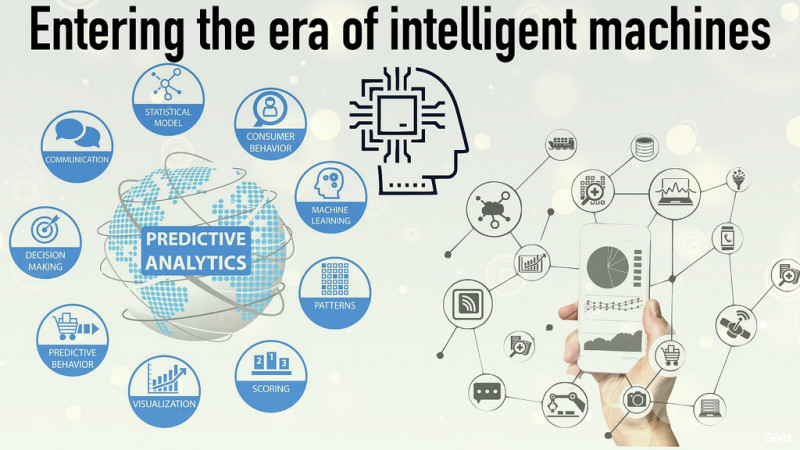 Entering the era of intelligent machines
STATISTICAL
MODEL
CONSUMER
BEHAVIOR
COMMUNICATION
MACHINE
LEARNING
DECISION
MAKING
PREDICTIVE
ANALYTICS
PATTERNS
PREDICTIVE
BEHAVIOR
VISUALIZATION
2 1 3
SCORING